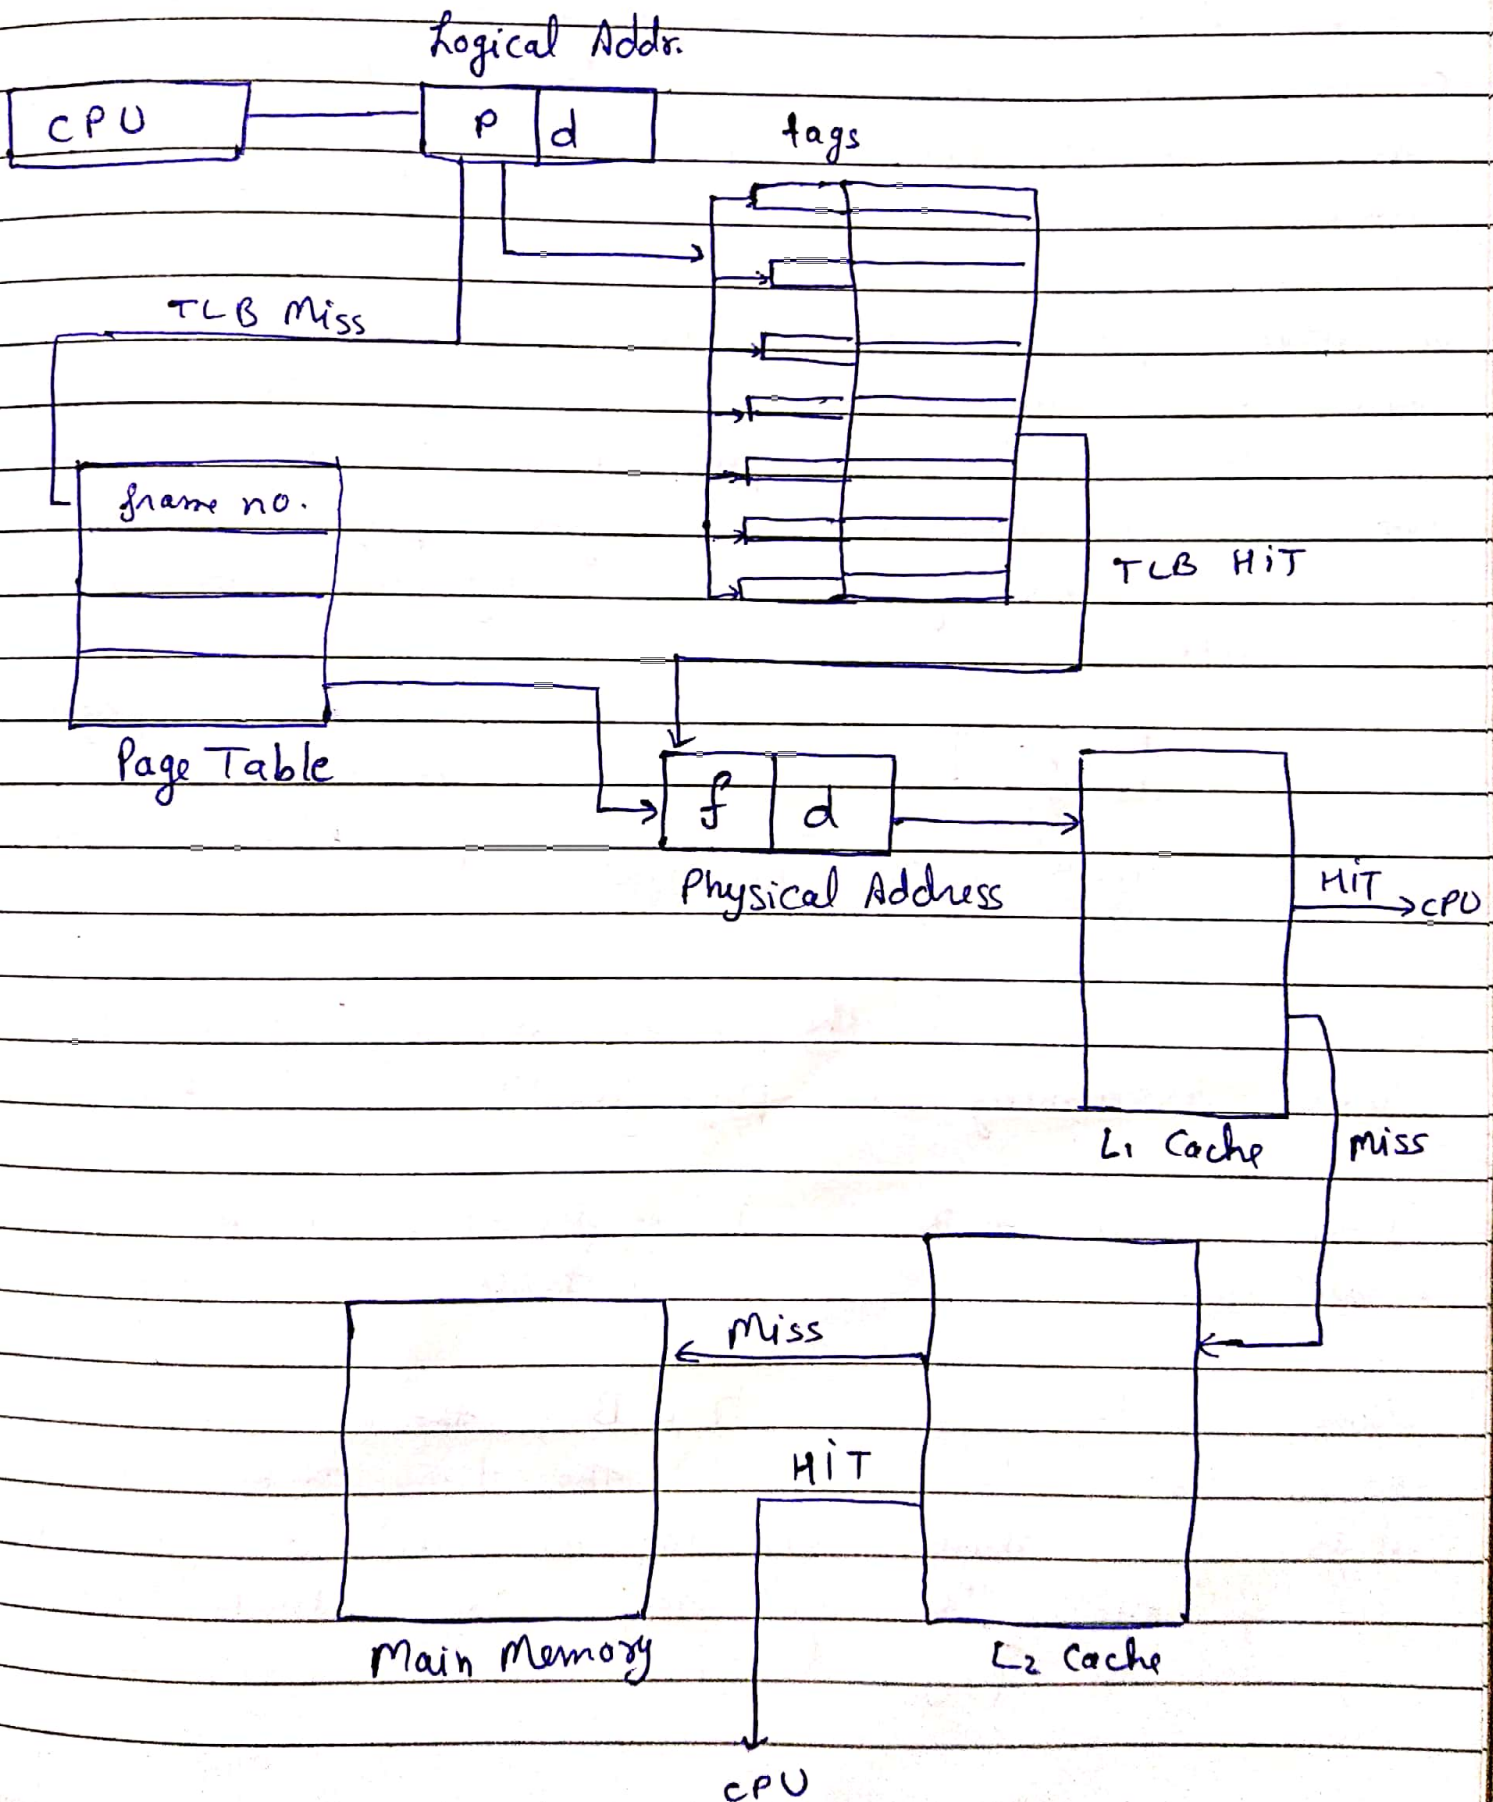 Logical Addr.
CPU
P d
tags
TLB Miss
frame no.
TLB HiT
Page Table
f d
Physical Address
HiT
CPU
L1 Cache
Miss
Miss
HiT
Main Memory
L2 Cache
CPU